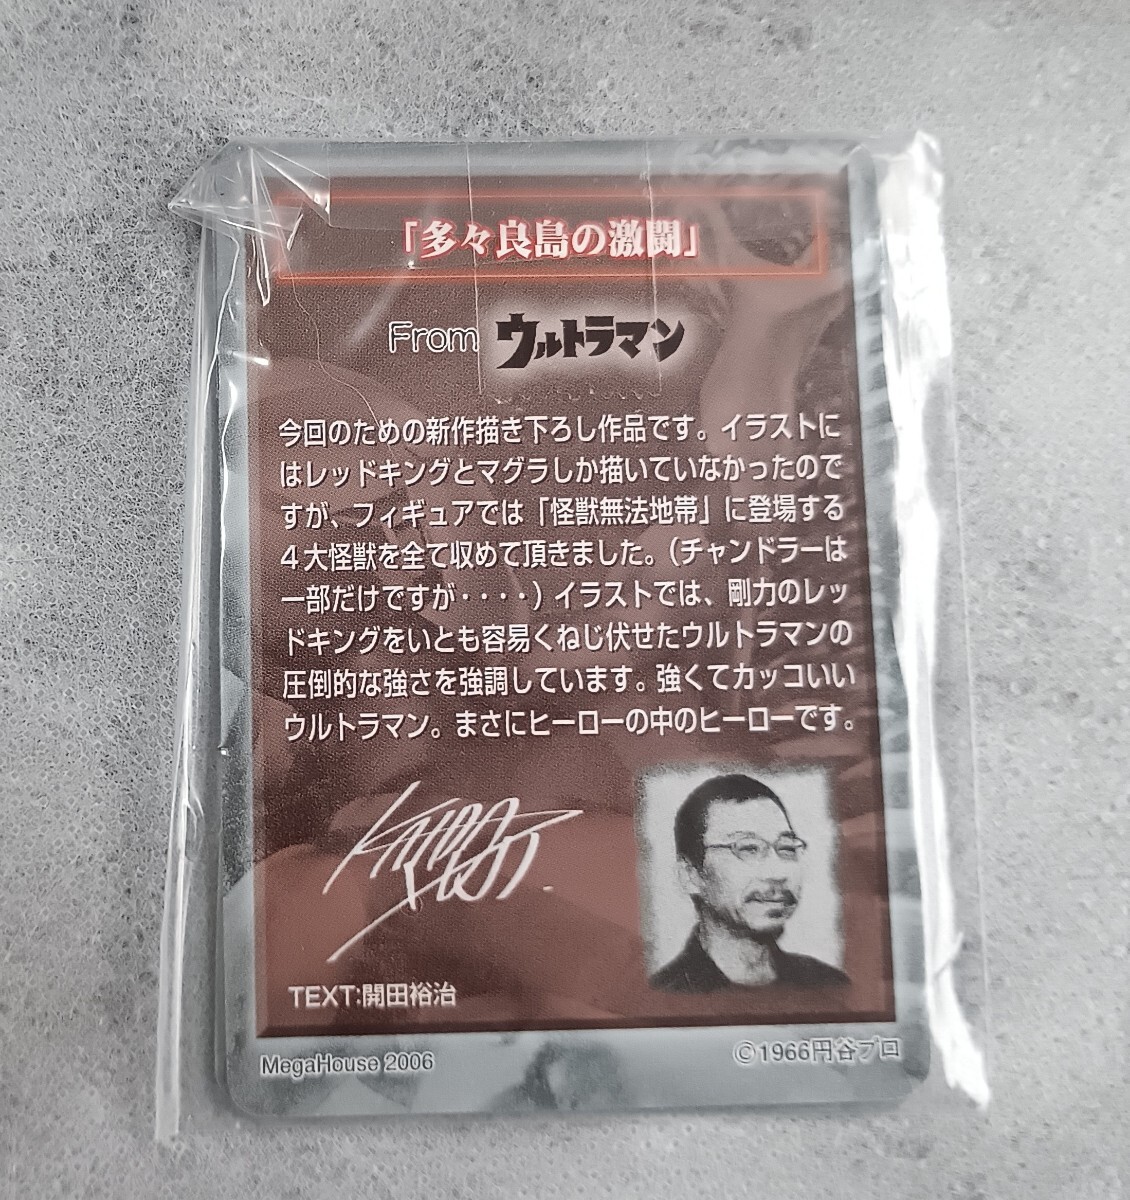 「多々良島の激闘」
From ウルトラマン
今回のための新作描き下ろし作品です。イラストに
はレッドキングとマグラしか描いていなかったので
すが、フィギュアでは「怪獣無法地帯」に登場する
４大怪獣を全て収めて頂きました。（チャンドラーは
一部だけですが‥‥）イラストでは、剛力のレッ
ドキングをいとも容易くねじ伏せたウルトラマンの
圧倒的な強さを強調しています。強くてカッコいい
ウルトラマン。まさにヒーローの中のヒーローです。
TEXT:開田裕治
MegaHouse 2006
©1966円谷プロ